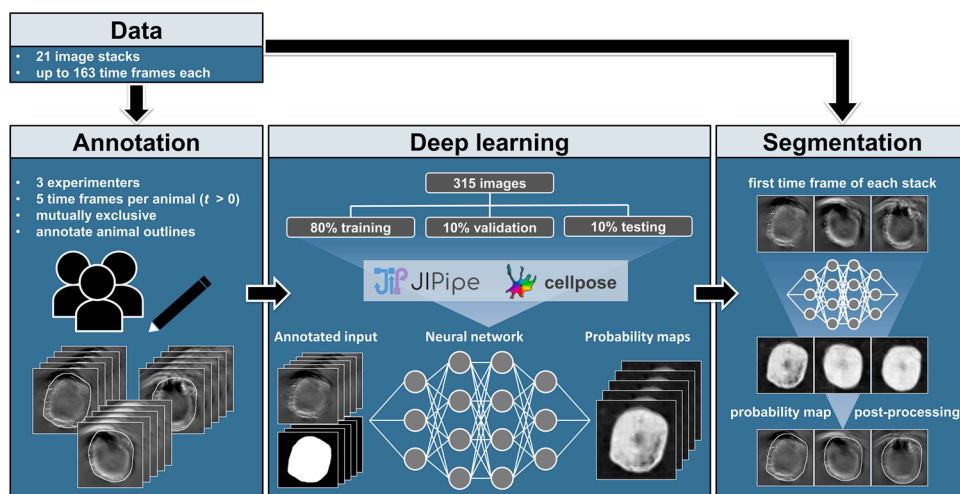 Data
• 21 image stacks
• up to 163 time frames each
Annotation
• 3 experimenters
• 5 time frames per animal (t > 0)
• mutually exclusive
• annotate animal outlines
Deep learning
315 images
80% training
10% validation
10% testing
JIP JIPipe
cellpose
Annotated input
Neural network
Probability maps
Segmentation
first time frame of each stack
probability map
post-processing